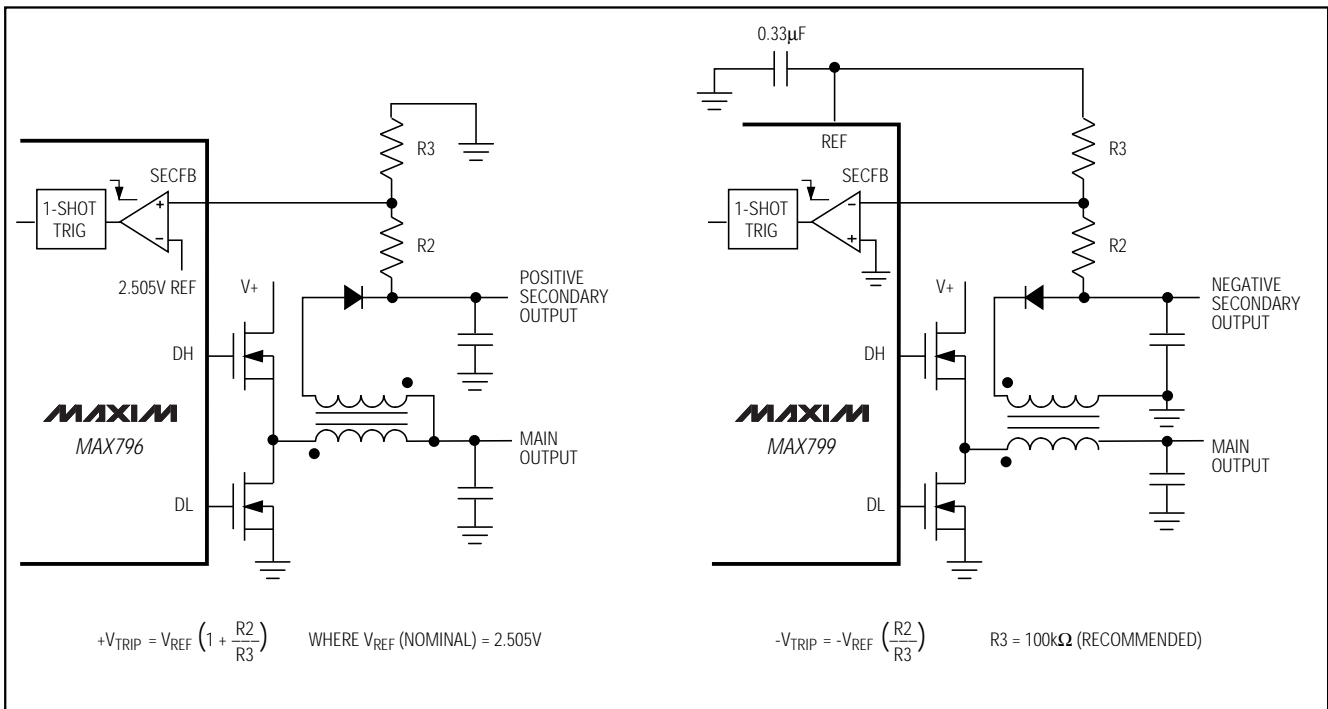 SECFB
1-SHOT
TRIG
+
−
2.505V REF
R3
R2
V+
POSITIVE
SECONDARY
OUTPUT
DH
MAXIM
MAX796
MAIN
OUTPUT
DL
+VTRIP = VREF (1 + R2/R3) WHERE VREF (NOMINAL) = 2.505V
0.33µF
REF
R3
SECFB
1-SHOT
TRIG
−
+
R2
V+
NEGATIVE
SECONDARY
OUTPUT
DH
MAXIM
MAX799
MAIN
OUTPUT
DL
-VTRIP = -VREF (R2/R3) R3 = 100kΩ (RECOMMENDED)